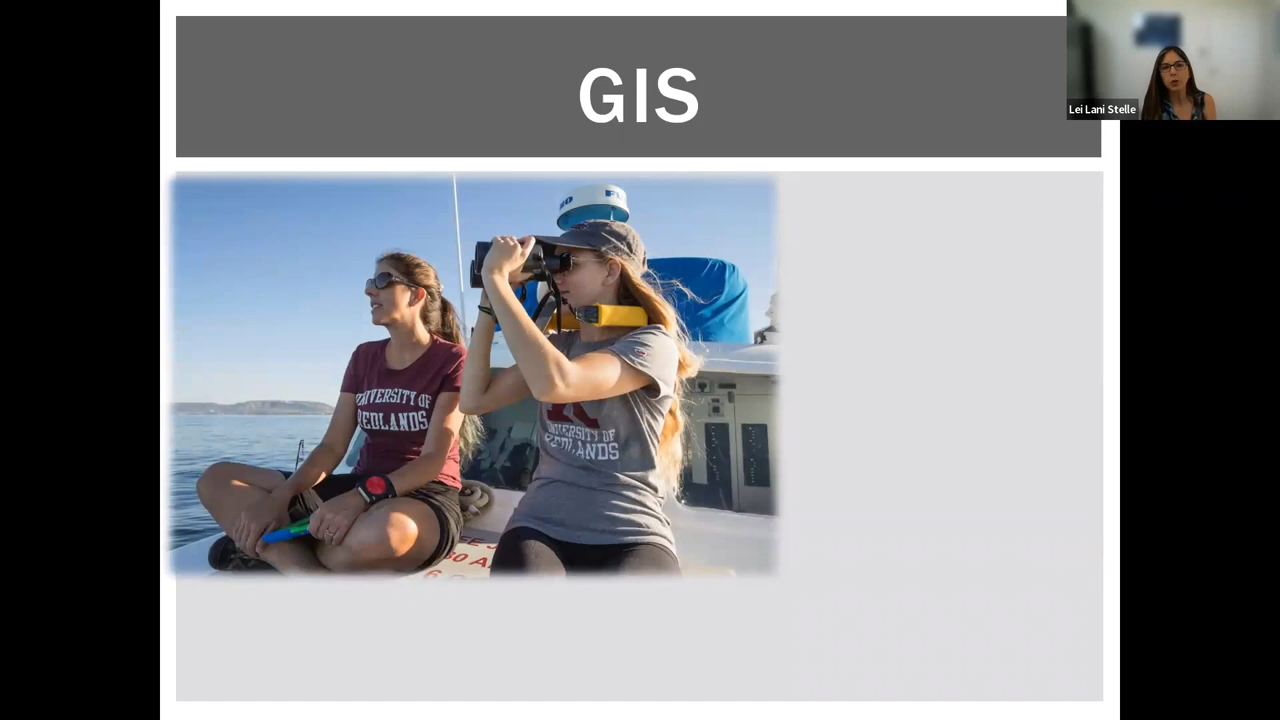 GIS
Lei Lani Stelle
UNIVERSITY OF
REDLANDS
UNIVERSITY OF
REDLANDS